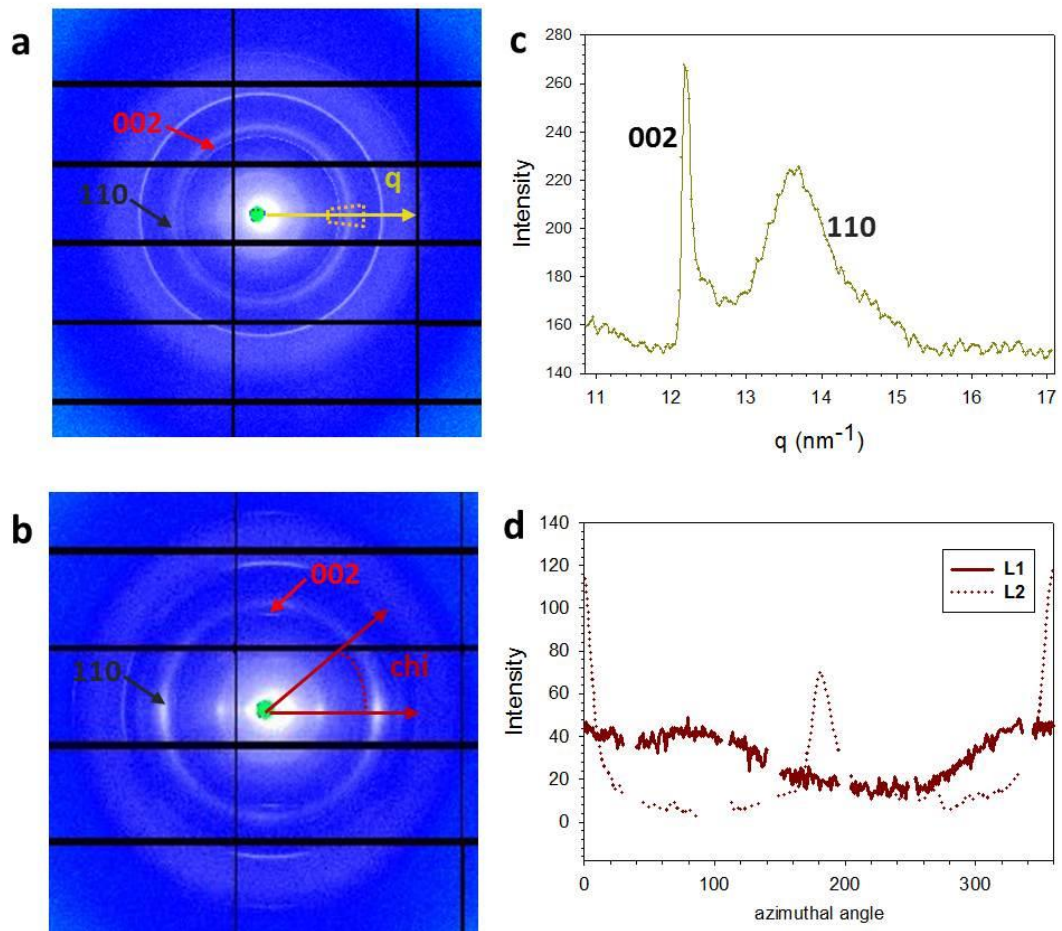 a
002
110
q
c
280
260
240
220
200
180
160
140
Intensity
002
110
11 12 13 14 15 16 17
q (nm-1)
b
002
110
chi
d
140
120
100
80
60
40
20
0
Intensity
L1
L2
0 100 200 300
azimuthal angle